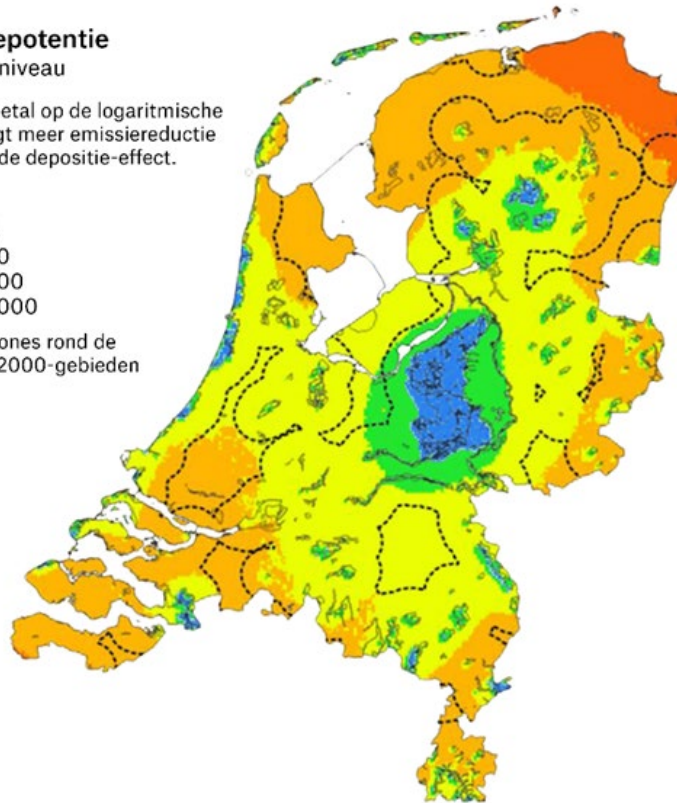 epotentie
niveau
etal op de logaritmische
gt meer emissiereductie
de depositie-effect.
0
00
000
ones rond de
2000-gebieden